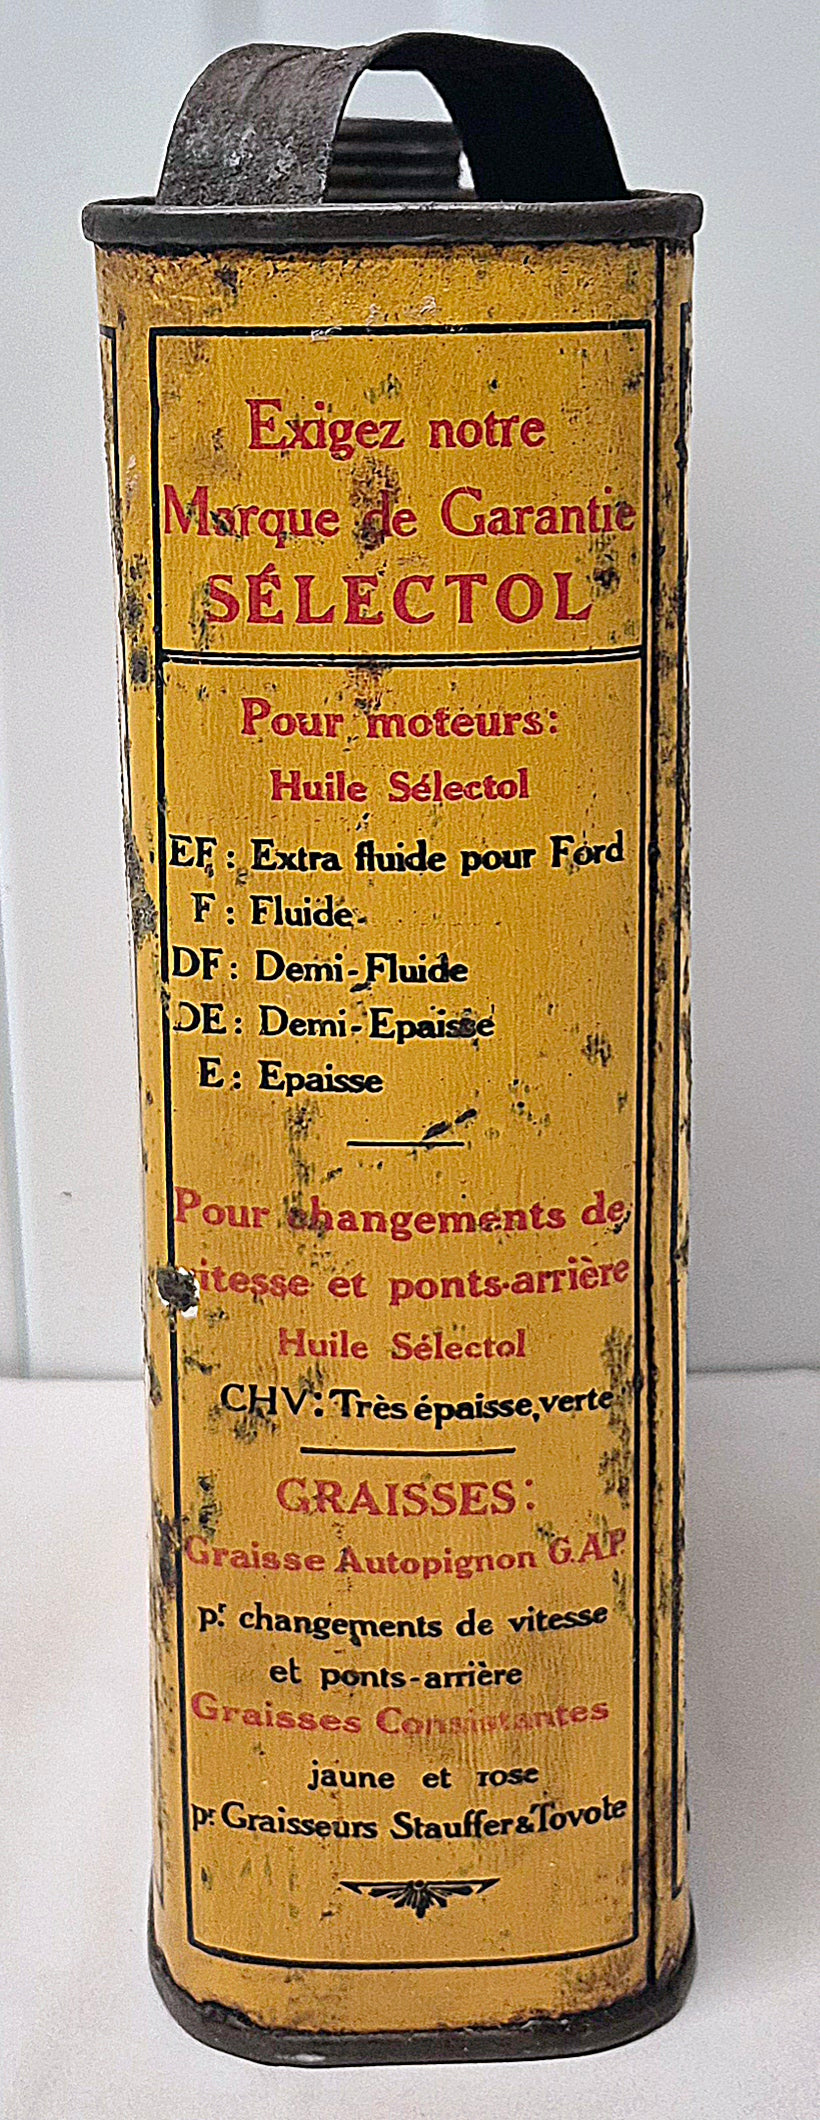 Exigez notre
Marque de Garantie
SÉLECTOL
Pour moteurs:
Huile Sélectol
EF: Extra fluide pour Ford
F: Fluide.
DF: Demi-Fluide
DE: Demi-Epaisse
E: Epaisse
Pour changements de
vitesse et ponts-arrière
Huile Sélectol
CHV: Très épaisse, verte
GRAISSES:
Graisse Autopignon G.A.P.
pr changements de vitesse
et ponts-arrière
Graisses Consistantes
jaune et rose
pr Graisseurs Stauffer & Tovote